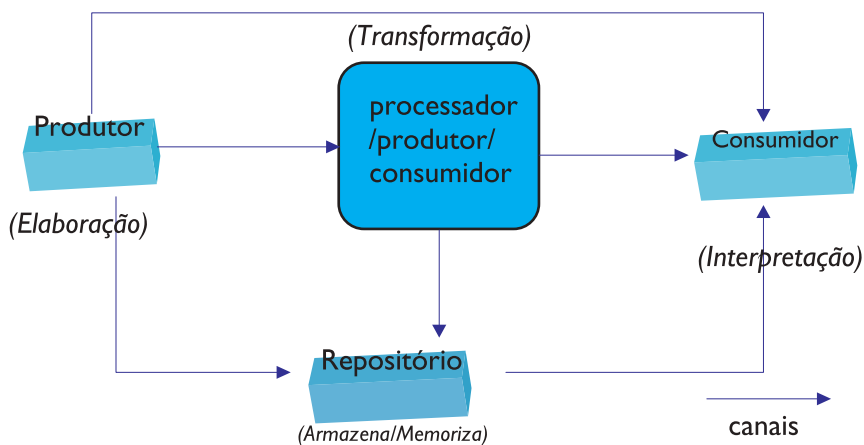 (Transformação)
processador
/produtor/
consumidor
Produtor
(Elaboração)
Consumidor
(Interpretação)
Repositório
(Armazena/Memoriza)
canais